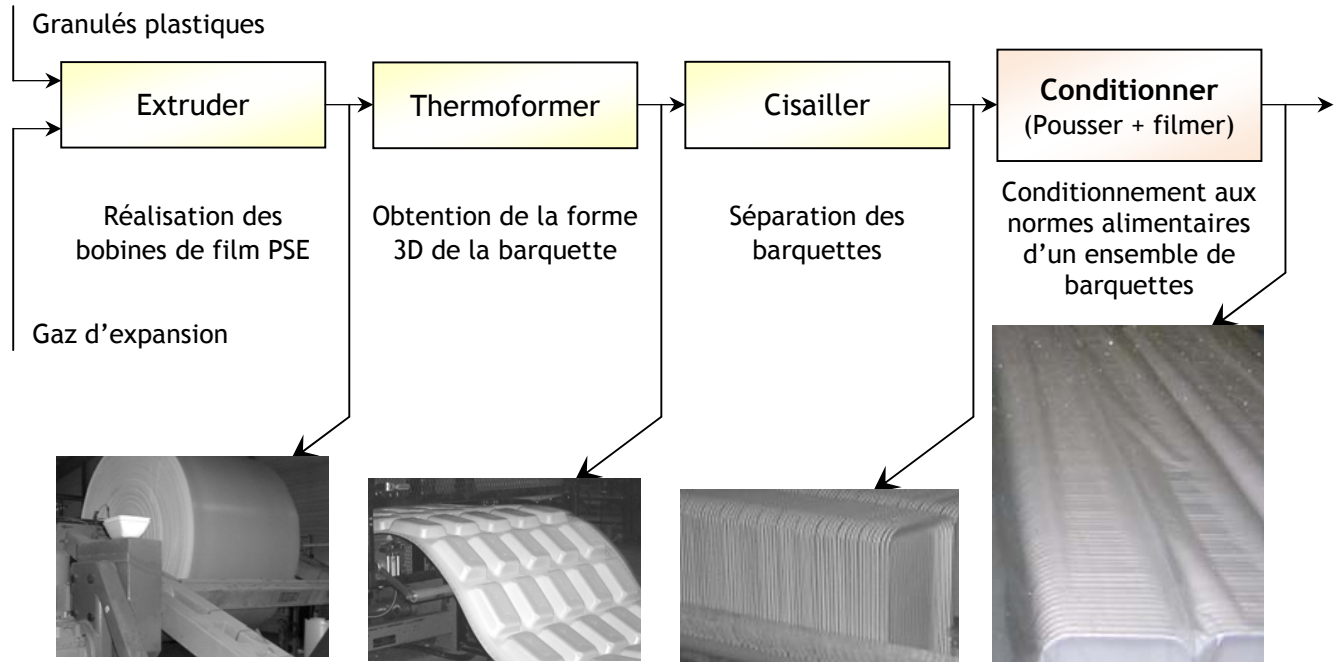 Granulés plastiques
Extruder
Thermoformer
Cisailler
Conditionner
(Pousser + filmer)
Réalisation des
bobines de film PSE
Obtention de la forme
3D de la barquette
Séparation des
barquettes
Conditionnement aux
normes alimentaires
d’un ensemble de
barquettes
Gaz d’expansion